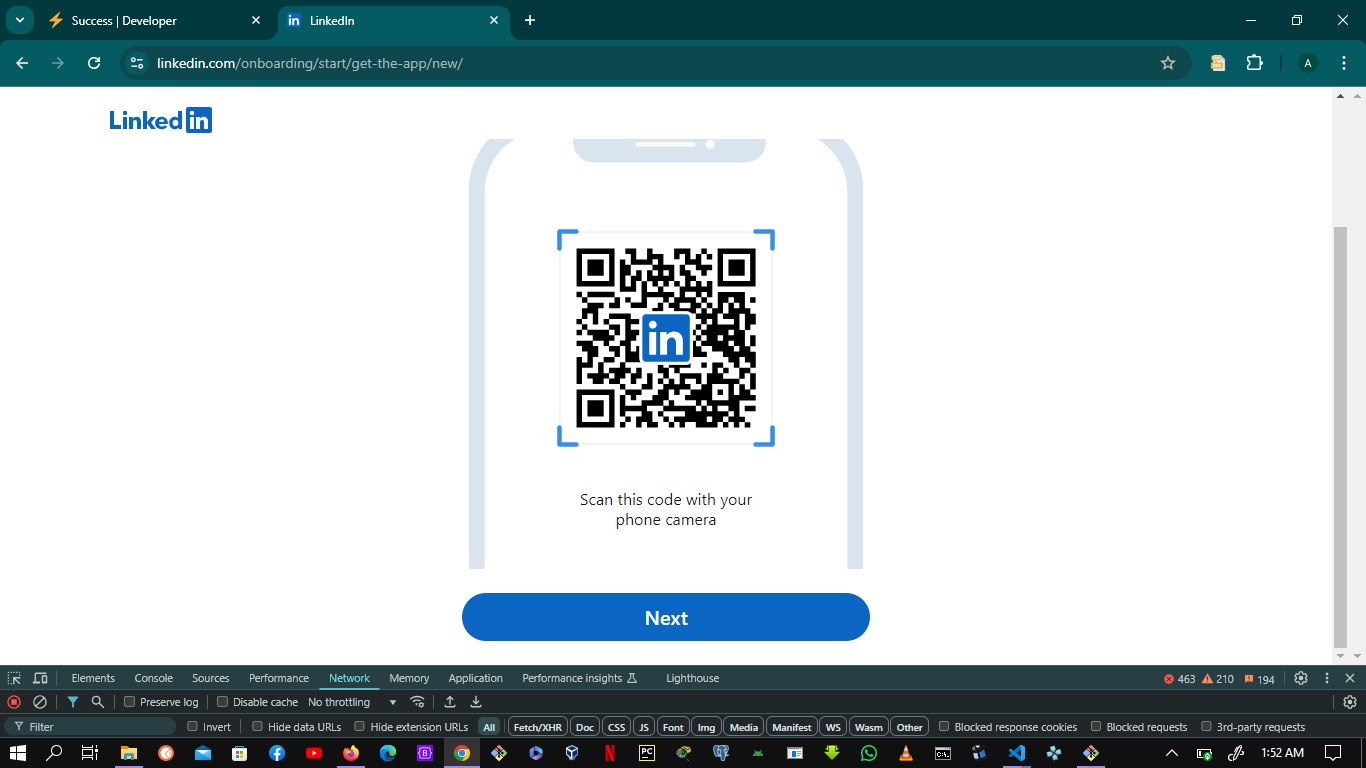 Success | Developer
LinkedIn
linkedin.com/onboarding/start/get-the-app/new/
A
Linked in
in
Scan this code with your
phone camera
Next
Elements Console Sources Performance Network Memory Application Performance insights Lighthouse 463 210 194
Preserve log Disable cache No throttling
Filter Invert Hide data URLs Hide extension URLs All Fetch/XHR Doc CSS JS Font Img Media Manifest WS Wasm Other Blocked response cookies Blocked requests 3rd-party requests
1:52 AM